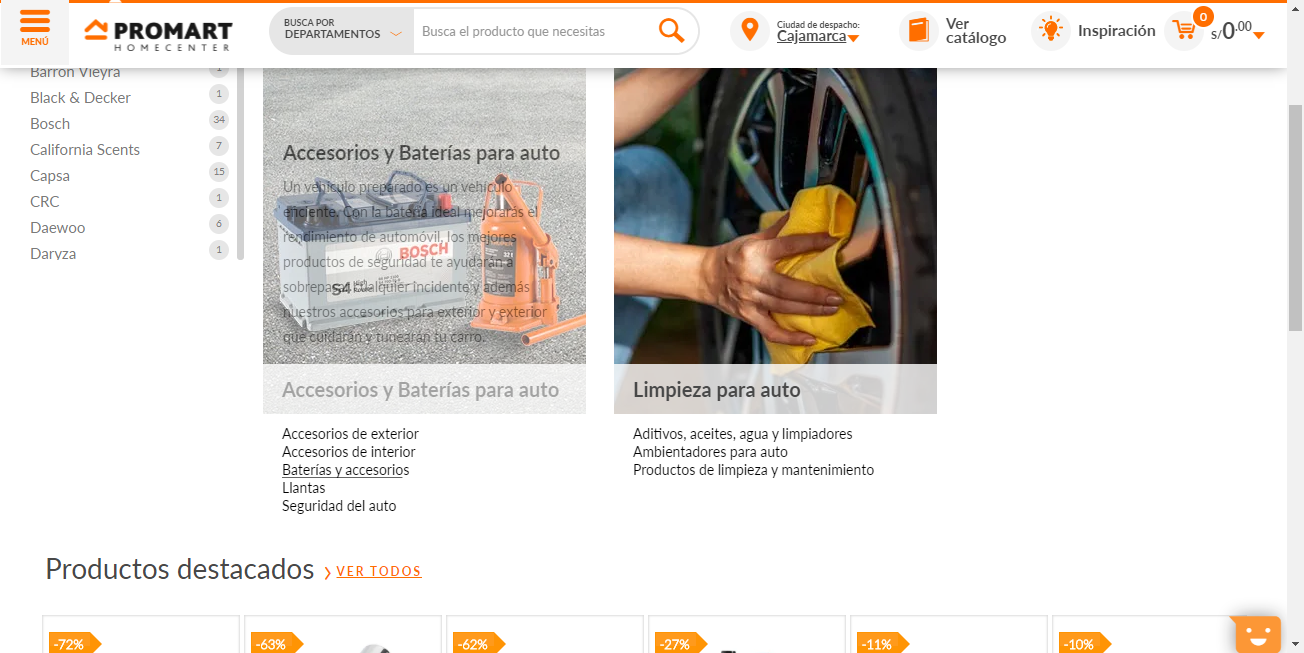 MENÚ
PROMART
HOMECENTER
BUSCA POR
DEPARTAMENTOS
Busca el producto que necesitas
Ciudad de despacho:
Cajamarca
Ver
catálogo
Inspiración
0
S/0.00
Barron Vieyra 1
Black & Decker 1
Bosch 34
California Scents 7
Capsa 15
CRC 1
Daewoo 6
Daryza 1
Accesorios y Baterías para auto
Un vehículo preparado es un vehículo
eficiente. Con la batería ideal mejorarás el
rendimiento de automóvil, los mejores
productos de seguridad te ayudarán a
sobrepasar cualquier incidente y además
nuestros accesorios para exterior y exterior
que cuidarán y tunearán tu carro.
BOSCH
S4
Accesorios y Baterías para auto
Accesorios de exterior
Accesorios de interior
Baterías y accesorios
Llantas
Seguridad del auto
Limpieza para auto
Aditivos, aceites, agua y limpiadores
Ambientadores para auto
Productos de limpieza y mantenimiento
Productos destacados
VER TODOS
-72%
-63%
-62%
-27%
-11%
-10%